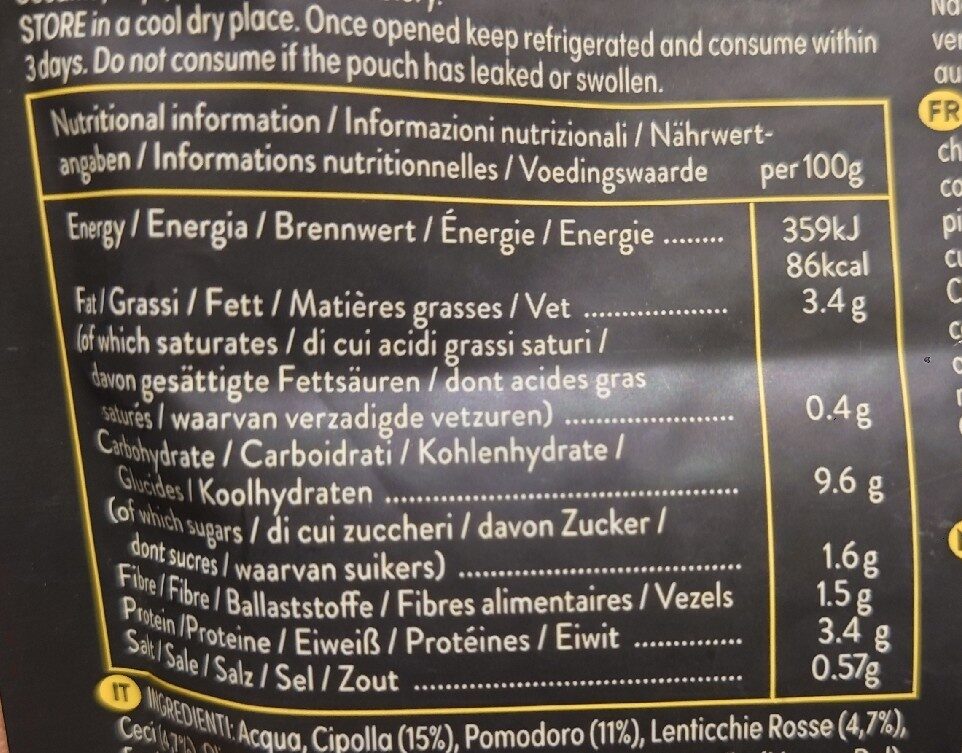 STORE in a cool dry place. Once opened keep refrigerated and consume within
3 days. Do not consume if the pouch has leaked or swollen.
Nutritional information / Informazioni nutrizionali / Nährwert-
angaben / Informations nutritionnelles / Voedingswaarde per 100g
Energy / Energia / Brennwert / Énergie / Energie ........ 359kJ
86kcal
Fat / Grassi / Fett / Matières grasses / Vet .................... 3.4 g
(of which saturates / di cui acidi grassi saturi /
davon gesättigte Fettsäuren / dont acides gras
saturés / waarvan verzadigde vetzuren) ....................... 0.4 g
Carbohydrate / Carboidrati / Kohlenhydrate /
Glucides / Koolhydraten ................................................ 9.6 g
(of which sugars / di cui zuccheri / davon Zucker /
dont sucres / waarvan suikers) ...................................... 1.6g
Fibre / Fibre / Ballaststoffe / Fibres alimentaires / Vezels 1.5 g
Protein / Proteine / Eiweiß / Protéines / Eiwit .............. 3.4 g
Salt / Sale / Salz / Sel / Zout ........................................... 0.57g
IT INGREDIENTI: Acqua, Cipolla (15%), Pomodoro (11%), Lenticchie Rosse (4,7%),
Ceci
FR